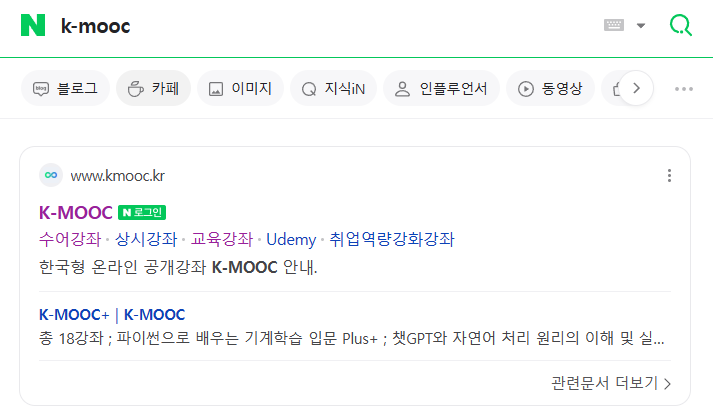 N k-mooc
블로그 카페 이미지 지식iN 인플루언서 동영상
www.kmooc.kr
K-MOOC N 로그인
수어강좌 · 상시강좌 · 교육강좌 · Udemy · 취업역량강화강좌
한국형 온라인 공개강좌 K-MOOC 안내.
K-MOOC+ | K-MOOC
총 18강좌 ; 파이썬으로 배우는 기계학습 입문 Plus+ ; 챗GPT와 자연어 처리 원리의 이해 및 실...
관련문서 더보기 >